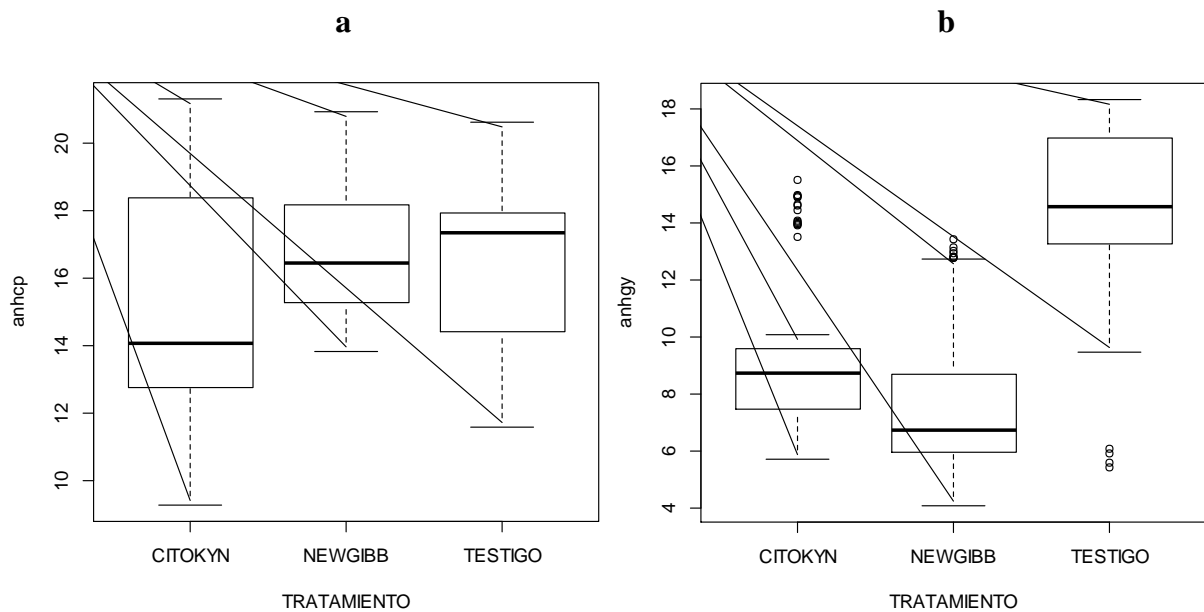 a
b
anhcp
20
18
16
14
12
10
CITOKYN NEWGIBB TESTIGO
TRATAMIENTO
anhgy
18
16
14
12
10
8
6
4
CITOKYN NEWGIBB TESTIGO
TRATAMIENTO